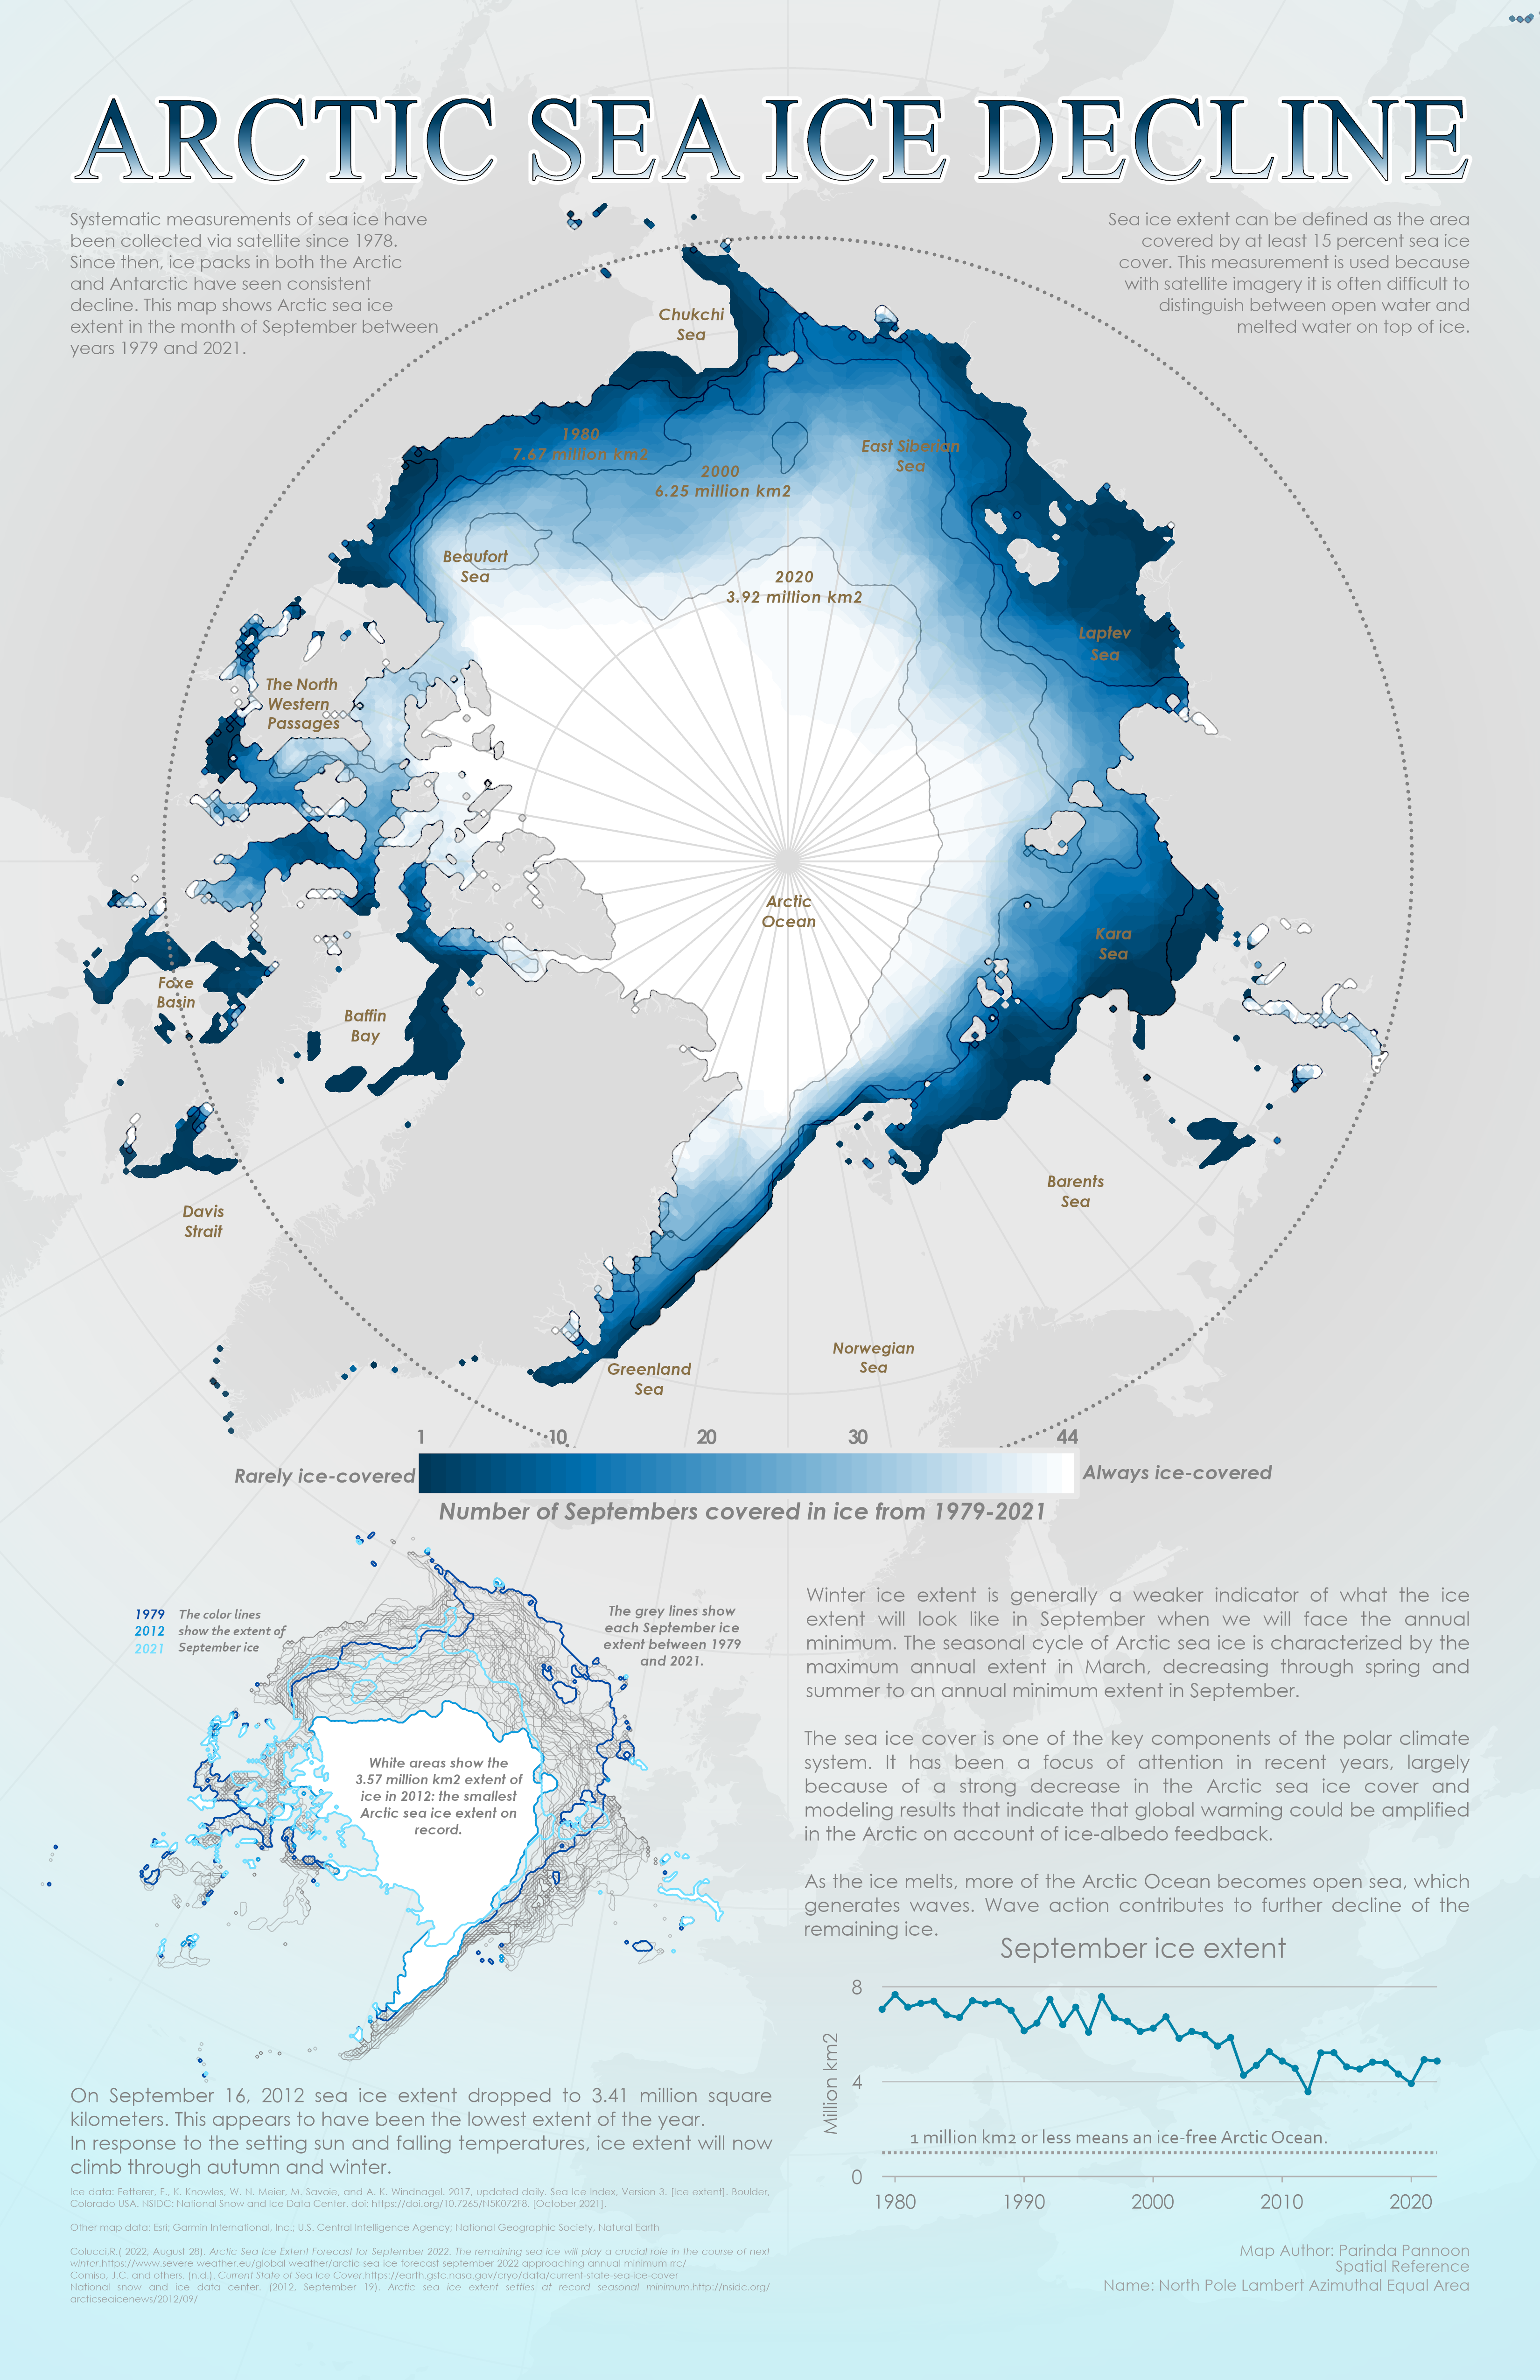 ARCTIC SEA ICE DECLINE
Systematic measurements of sea ice have
been collected via satellite since 1978.
Since then, ice packs in both the Arctic
and Antarctic have seen consistent
decline. This map shows Arctic sea ice
extent in the month of September between
years 1979 and 2021.
Sea ice extent can be defined as the area
covered by at least 15 percent sea ice
cover. This measurement is used because
with satellite imagery it is often difficult to
distinguish between open water and
melted water on top of ice.
Chukchi
Sea
1980
7.67 million km2
2000
6.25 million km2
East Siberian
Sea
Beaufort
Sea
2020
3.92 million km2
Laptev
Sea
The North
Western
Passages
Arctic
Ocean
Kara
Sea
Foxe
Basin
Baffin
Bay
Barents
Sea
Davis
Strait
Norwegian
Sea
Greenland
Sea
1 10 20 30 44
Rarely ice-covered
Always ice-covered
Number of Septembers covered in ice from 1979-2021
1979 The color lines
2012 show the extent of
2021 September ice
The grey lines show
each September ice
extent between 1979
and 2021.
White areas show the
3.57 million km2 extent of
ice in 2012: the smallest
Arctic sea ice extent on
record.
Winter ice extent is generally a weaker indicator of what the ice
extent will look like in September when we will face the annual
minimum. The seasonal cycle of Arctic sea ice is characterized by the
maximum annual extent in March, decreasing through spring and
summer to an annual minimum extent in September.
The sea ice cover is one of the key components of the polar climate
system. It has been a focus of attention in recent years, largely
because of a strong decrease in the Arctic sea ice cover and
modeling results that indicate that global warming could be amplified
in the Arctic on account of ice-albedo feedback.
As the ice melts, more of the Arctic Ocean becomes open sea, which
generates waves. Wave action contributes to further decline of the
remaining ice.
September ice extent
8
Million km2
4
1 million km2 or less means an ice-free Arctic Ocean.
0
1980 1990 2000 2010 2020
On September 16, 2012 sea ice extent dropped to 3.41 million square
kilometers. This appears to have been the lowest extent of the year.
In response to the setting sun and falling temperatures, ice extent will now
climb through autumn and winter.
Ice data: Fetterer, F., K. Knowles, W. N. Meier, M. Savoie, and A. K. Windnagel. 2017, updated daily. Sea Ice Index, Version 3. [Ice extent]. Boulder,
Colorado USA. NSIDC: National Snow and Ice Data Center. doi: https://doi.org/10.7265/N5K072F8. [October 2021].
Other map data: Esri; Garmin International, Inc.; U.S. Central Intelligence Agency; National Geographic Society, Natural Earth
Colucci,R.( 2022, August 28). Arctic Sea Ice Extent Forecast for September 2022. The remaining sea ice will play a crucial role in the course of next
winter.https://www.severe-weather.eu/global-weather/arctic-sea-ice-forecast-september-2022-approaching-annual-minimum-rrc/
Comiso, J.C. and others. (n.d.). Current State of Sea Ice Cover.https://earth.gsfc.nasa.gov/cryo/data/current-state-sea-ice-cover
National snow and ice data center. (2012, September 19). Arctic sea ice extent settles at record seasonal minimum.http://nsidc.org/
arcticseaicenews/2012/09/
Map Author: Parinda Pannoon
Spatial Reference
Name: North Pole Lambert Azimuthal Equal Area